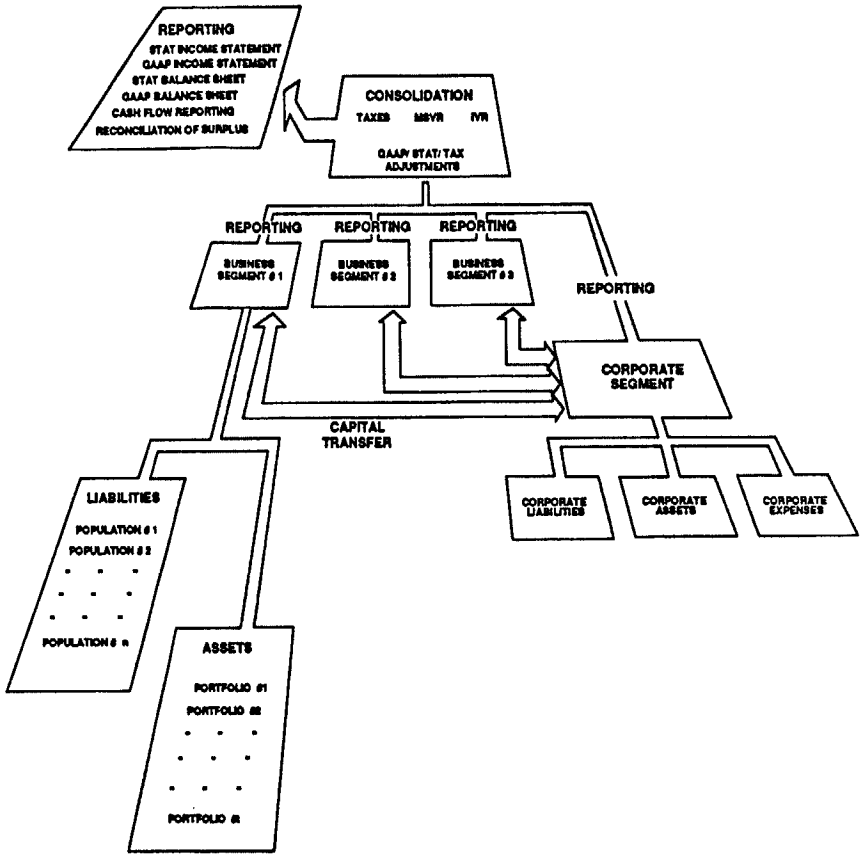 REPORTING
STAT INCOME STATEMENT
GAAP INCOME STATEMENT
STAT BALANCE SHEET
GAAP BALANCE SHEET
CASH FLOW REPORTING
RECONCILIATION OF SURPLUS
CONSOLIDATION
TAXES MSVR IVR
GAAP/ STAT/ TAX
ADJUSTMENTS
REPORTING REPORTING REPORTING
BUSINESS
SEGMENT # 1
BUSINESS
SEGMENT # 2
BUSINESS
SEGMENT # 3
REPORTING
CORPORATE
SEGMENT
CAPITAL
TRANSFER
LIABILITIES
POPULATION # 1
POPULATION # 2
POPULATION # n
CORPORATE
LIABILITIES
CORPORATE
ASSETS
CORPORATE
EXPENSES
ASSETS
PORTFOLIO #1
PORTFOLIO #2
PORTFOLIO